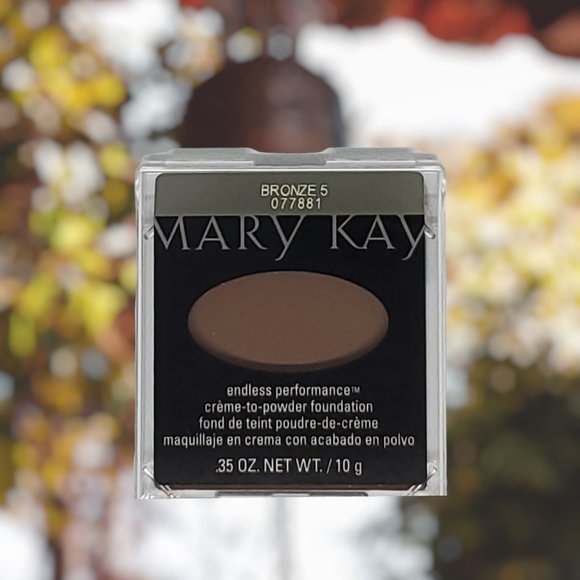 BRONZE 5
077881
MARY KAY
endless performance™
crème-to-powder foundation
fond de teint poudre-de-crème
maquillaje en crema con acabado en polvo
.35 OZ. NET WT. / 10 g